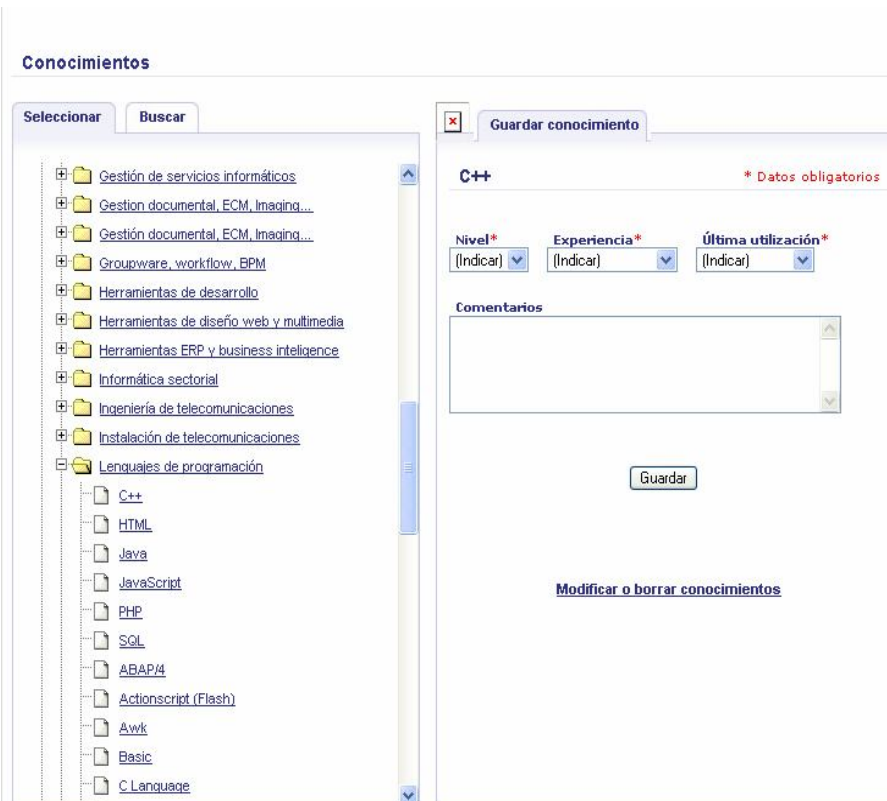 Conocimientos
Seleccionar
Buscar
Gestión de servicios informáticos
Gestion documental, ECM, Imaging...
Gestión documental, ECM, Imaging...
Groupware, workflow, BPM
Herramientas de desarrollo
Herramientas de diseño web y multimedia
Herramientas ERP y business inteligence
Informática sectorial
Ingeniería de telecomunicaciones
Instalación de telecomunicaciones
Lenguajes de programación
C++
HTML
Java
JavaScript
PHP
SQL
ABAP/4
Actionscript (Flash)
Awk
Basic
C Language
Guardar conocimiento
C++
* Datos obligatorios
Nivel* Experiencia* Última utilización*
(Indicar) (Indicar) (Indicar)
Comentarios
Guardar
Modificar o borrar conocimientos